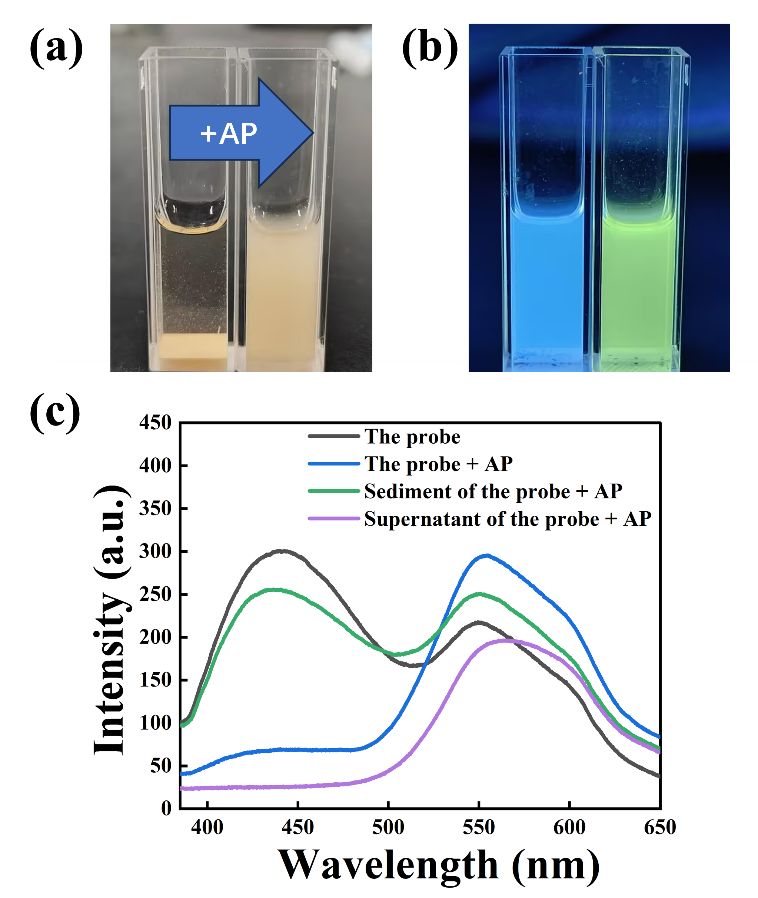 (a)
+AP
(b)
(c)
450
400
350
300
250
200
150
100
50
0
Intensity (a.u.)
The probe
The probe + AP
Sediment of the probe + AP
Supernatant of the probe + AP
400 450 500 550 600 650
Wavelength (nm)